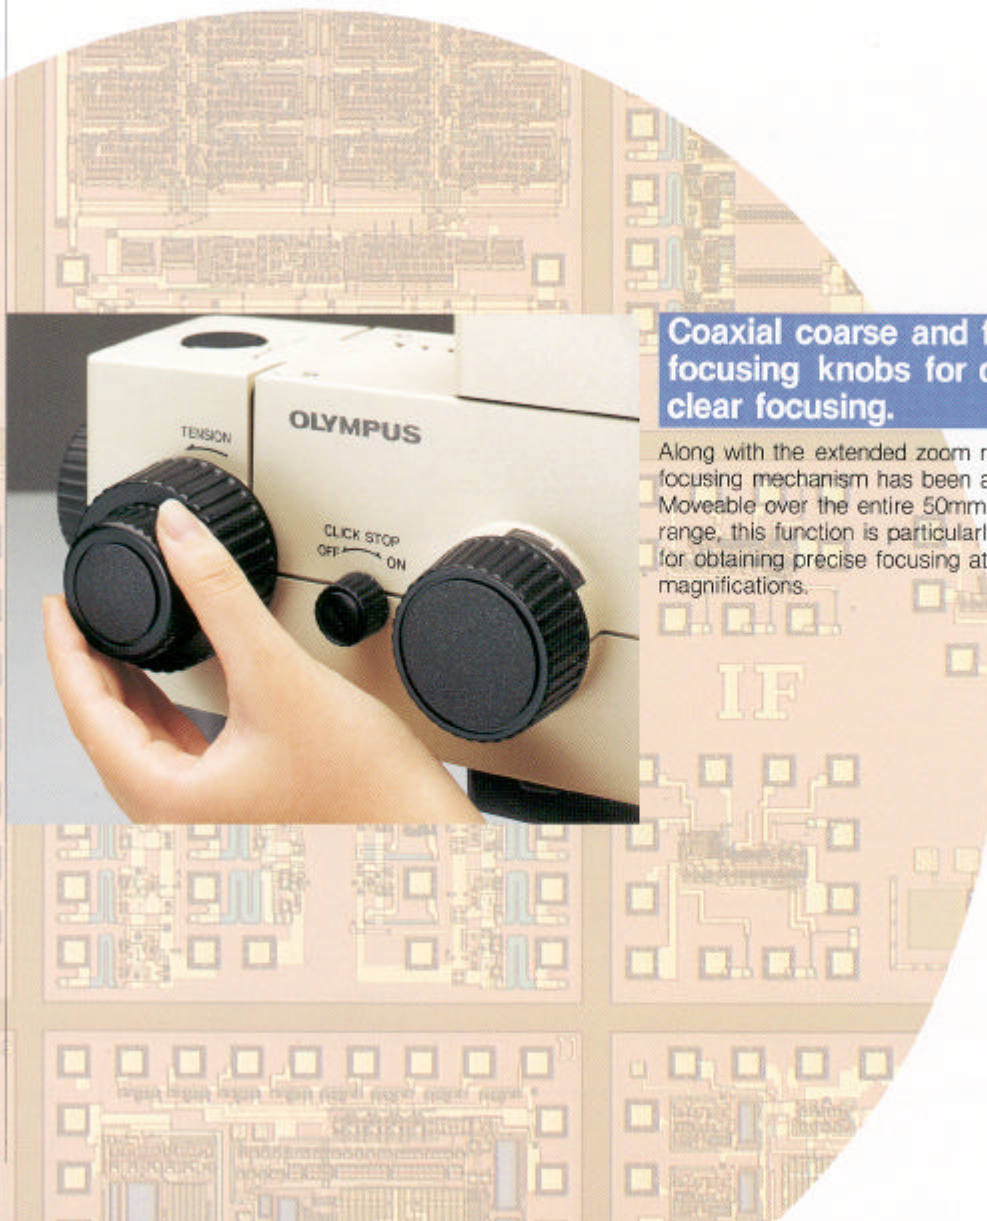 Coaxial coarse and
focusing knobs for
clear focusing.
Along with the extended zoom
focusing mechanism has been
Moveable over the entire 50mm
range, this function is
for obtaining precise focusing at
magnifications.
TENSION
OLYMPUS
CLICK STOP
OFF ON
IF